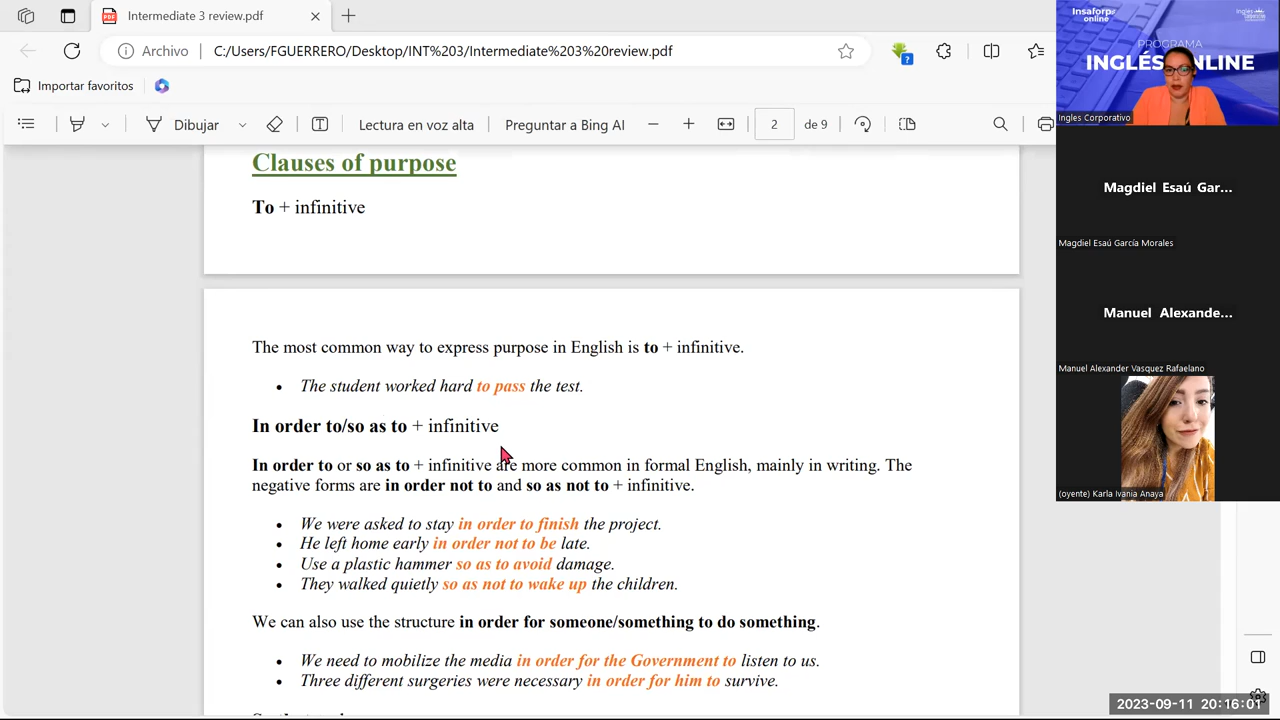 Intermediate 3 review.pdf
Archivo
C:/Users/FGUERRERO/Desktop/INT%203/Intermediate%203%20review.pdf
Importar favoritos
Dibujar
Lectura en voz alta
Preguntar a Bing AI
2
de 9
Clauses of purpose
To + infinitive
The most common way to express purpose in English is to + infinitive.
• The student worked hard to pass the test.
In order to/so as to + infinitive
In order to or so as to + infinitive are more common in formal English, mainly in writing. The
negative forms are in order not to and so as not to + infinitive.
• We were asked to stay in order to finish the project.
• He left home early in order not to be late.
• Use a plastic hammer so as to avoid damage.
• They walked quietly so as not to wake up the children.
We can also use the structure in order for someone/something to do something.
• We need to mobilize the media in order for the Government to listen to us.
• Three different surgeries were necessary in order for him to survive.
Insaforp
online
PROGRAMA
INGLÉS ONLINE
Ingles Corporativo
Magdiel Esaú Gar...
Magdiel Esaú García Morales
Manuel Alexande...
Manuel Alexander Vasquez Rafaelano
(oyente) Karla Ivania Anaya
2023-09-11 20:16:01